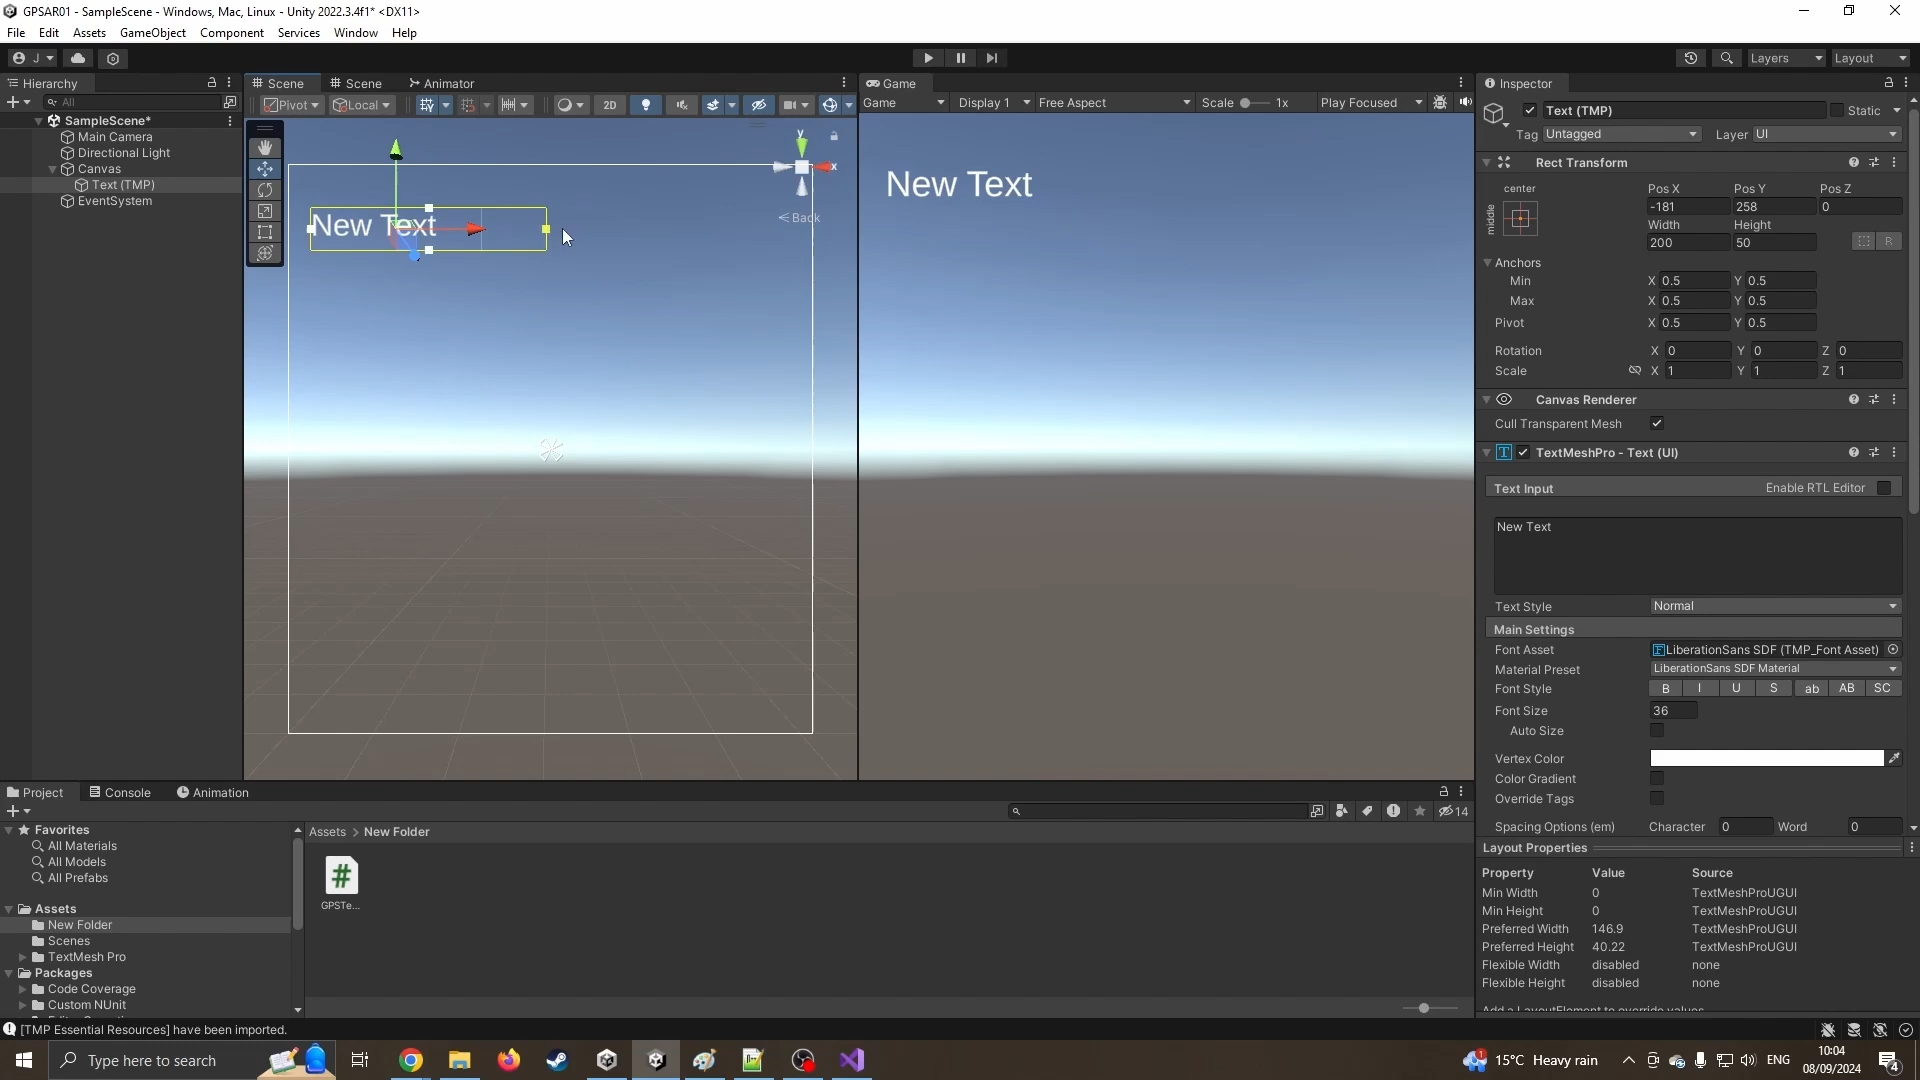 GPSAR01 - SampleScene - Windows, Mac, Linux - Unity 2022.3.4f1* <DX11>
File Edit Assets GameObject Component Services Window Help
J Layers Layout
Hierarchy
All
SampleScene*
Main Camera
Directional Light
Canvas
Text (TMP)
EventSystem
Scene Scene Animator
Pivot Local 2D
y
x
Back
New Text
Game
Game Display 1 Free Aspect Scale 1x Play Focused
New Text
Inspector
Text (TMP) Static
Tag Untagged Layer UI
Rect Transform
center
middle
Pos X Pos Y Pos Z
-181 258 0
Width Height
200 50
R
Anchors
Min X 0.5 Y 0.5
Max X 0.5 Y 0.5
Pivot X 0.5 Y 0.5
Rotation X 0 Y 0 Z 0
Scale X 1 Y 1 Z 1
Canvas Renderer
Cull Transparent Mesh
TextMeshPro - Text (UI)
Text Input Enable RTL Editor
New Text
Text Style Normal
Main Settings
Font Asset LiberationSans SDF (TMP_Font Asset)
Material Preset LiberationSans SDF Material
Font Style B I U S ab AB SC
Font Size 36
Auto Size
Vertex Color
Color Gradient
Override Tags
Spacing Options (em) Character 0 Word 0
Layout Properties
Property Value Source
Min Width 0 TextMeshProUGUI
Min Height 0 TextMeshProUGUI
Preferred Width 146.9 TextMeshProUGUI
Preferred Height 40.22 TextMeshProUGUI
Flexible Width disabled none
Flexible Height disabled none
Add a LayoutElement to override values
Project Console Animation
14
Favorites
All Materials
All Models
All Prefabs
Assets
New Folder
Scenes
TextMesh Pro
Packages
Code Coverage
Custom NUnit
Assets > New Folder
GPSTe...
[TMP Essential Resources] have been imported.
Type here to search
15°C Heavy rain ENG
10:04
08/09/2024
4